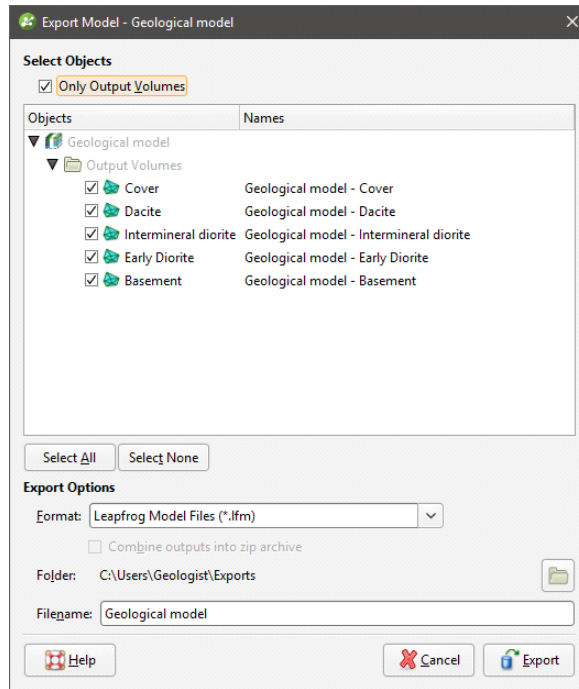 Export Model - Geological model
Select Objects
Only Output Volumes
Objects Names
Geological model
Output Volumes
Cover Geological model - Cover
Dacite Geological model - Dacite
Intermineral diorite Geological model - Intermineral diorite
Early Diorite Geological model - Early Diorite
Basement Geological model - Basement
Select All Select None
Export Options
Format: Leapfrog Model Files (*.lfm)
Combine outputs into zip archive
Folder: C:\Users\Geologist\Exports
Filename: Geological model
Help Cancel Export